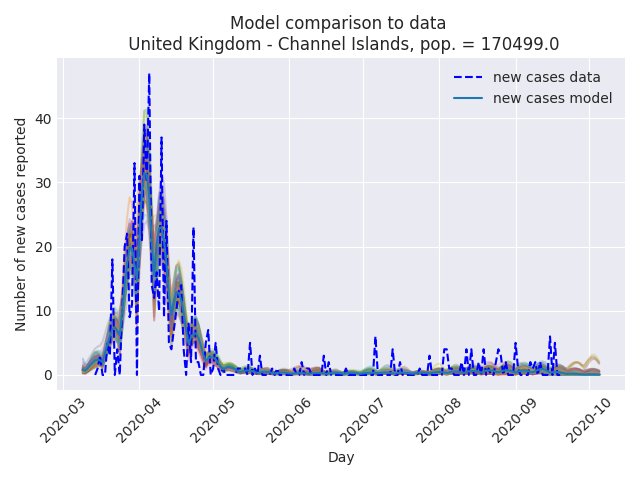 Model comparison to data
United Kingdom - Channel Islands, pop. = 170499.0
new cases data
new cases model
Number of new cases reported
40
30
20
10
0
2020-03
2020-04
2020-05
2020-06
2020-07
2020-08
2020-09
2020-10
Day